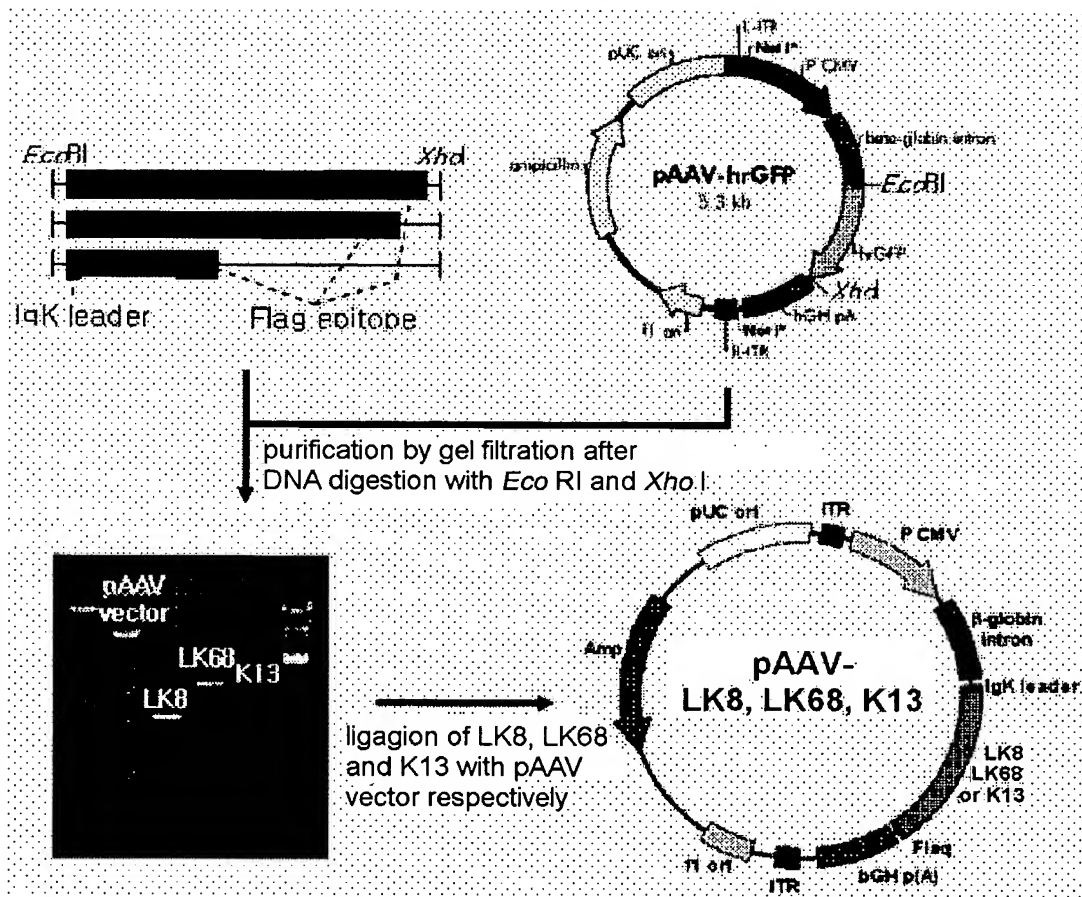 EcoRI
XhoI
IgK leader
Flag epitope
L-ITR
Not I*
P CMV
beta-globin intron
EcoRI
hrGFP
XhoI
hGH pA
Not I*
R-ITR
f1 ori
ampicillin
pUC ori
pAAV-hrGFP
5.3 kb
purification by gel filtration after
DNA digestion with Eco RI and Xho I
pAAV
vector
LK68
K13
LK8
ligagion of LK8, LK68
and K13 with pAAV
vector respectively
pUC ori
ITR
P CMV
β-globin
intron
IgK leader
LK8
LK68
or K13
Flag
bGH p(A)
ITR
f1 ori
Amp
pAAV-
LK8, LK68, K13